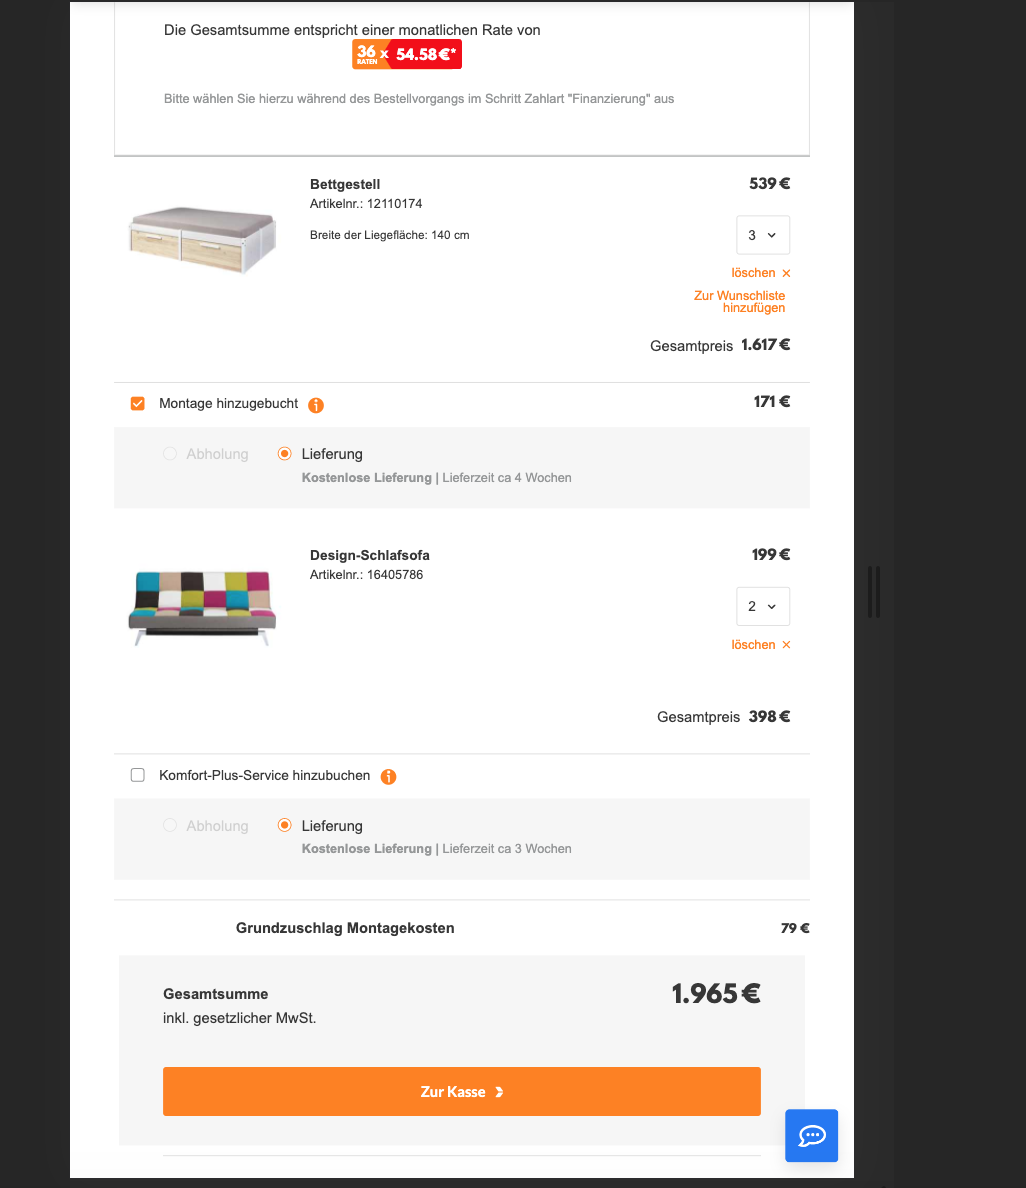 Die Gesamtsumme entspricht einer monatlichen Rate von
36 RATEN x 54.58 €*
Bitte wählen Sie hierzu während des Bestellvorgangs im Schritt Zahlart "Finanzierung" aus
Bettgestell 539 €
Artikelnr.: 12110174
Breite der Liegefläche: 140 cm 3
löschen ×
Zur Wunschliste
hinzufügen
Gesamtpreis 1.617 €
Montage hinzugebucht i 171 €
Abholung Lieferung
Kostenlose Lieferung | Lieferzeit ca 4 Wochen
Design-Schlafsofa 199 €
Artikelnr.: 16405786
2
löschen ×
Gesamtpreis 398 €
Komfort-Plus-Service hinzubuchen i
Abholung Lieferung
Kostenlose Lieferung | Lieferzeit ca 3 Wochen
Grundzuschlag Montagekosten 79 €
Gesamtsumme 1.965 €
inkl. gesetzlicher MwSt.
Zur Kasse